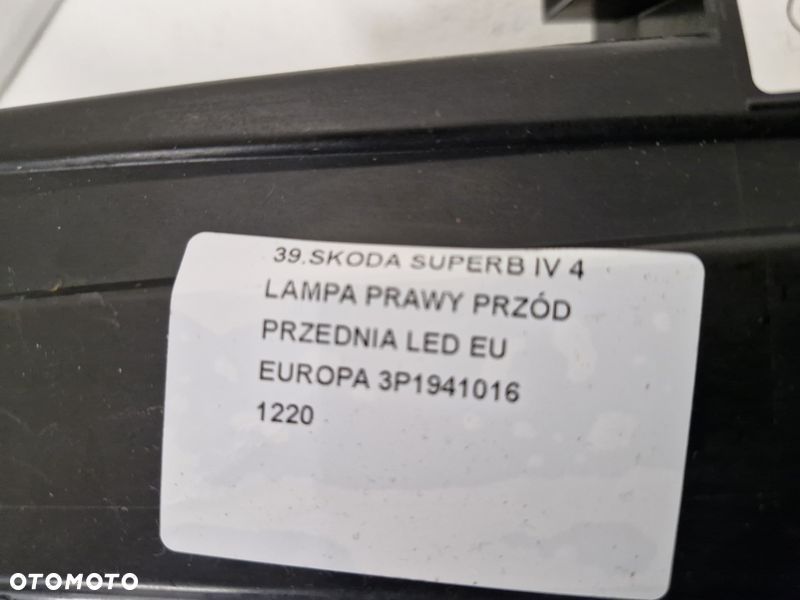 39.SKODA SUPERB IV 4
LAMPA PRAWY PRZÓD
PRZEDNIA LED EU
EUROPA 3P1941016
1220
OTOMOTO